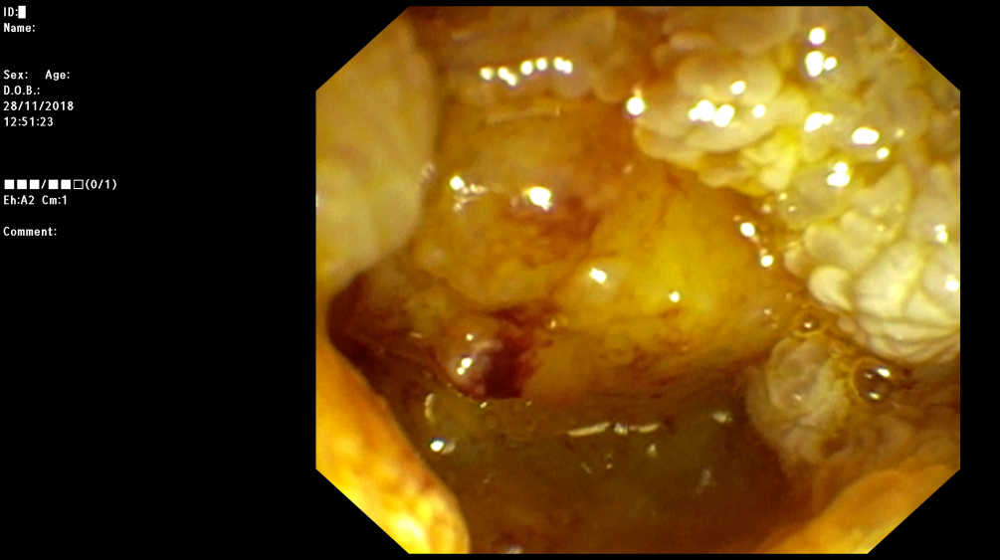 ID:
Name:
Sex: Age:
D.O.B.:
28/11/2018
12:51:23
■■■/■■□(0/1)
Eh:A2 Cm:1
Comment: